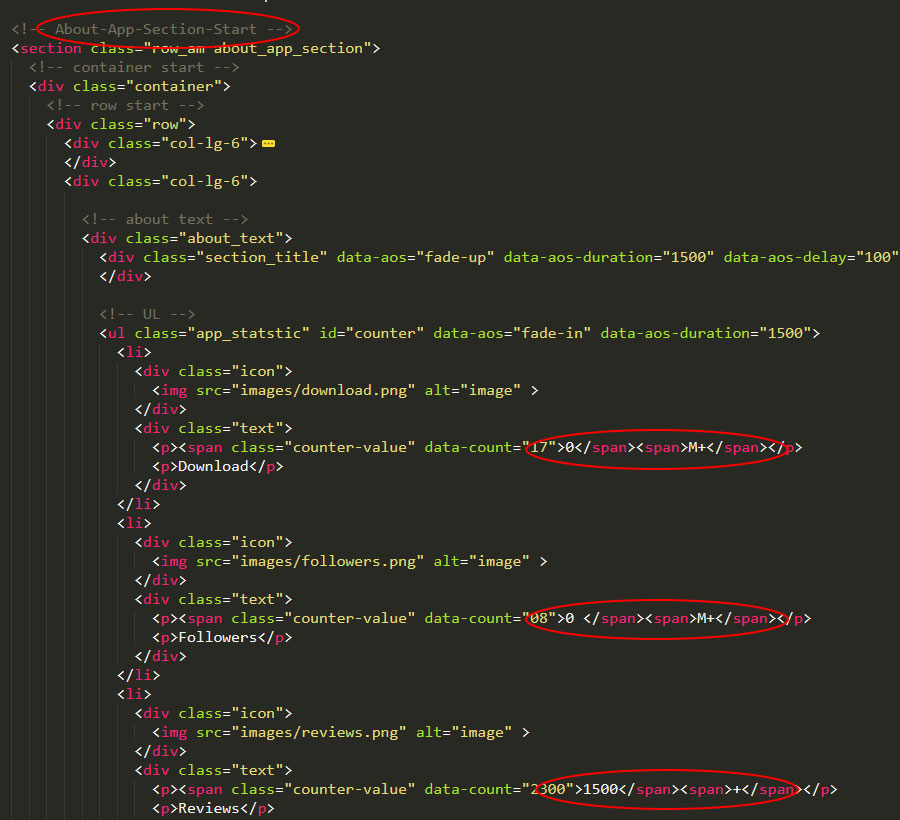 <!-- About-App-Section-Start -->
<section class="row_am about_app_section">
<!-- container start -->
<div class="container">
<!-- row start -->
<div class="row">
<div class="col-lg-6">
</div>
<div class="col-lg-6">
<!-- about text -->
<div class="about_text">
<div class="section_title" data-aos="fade-up" data-aos-duration="1500" data-aos-delay="100"
</div>
<!-- UL -->
<ul class="app_statstic" id="counter" data-aos="fade-in" data-aos-duration="1500">
<li>
<div class="icon">
<img src="images/download.png" alt="image" >
</div>
<div class="text">
<p><span class="counter-value" data-count="17">0</span><span>M+</span></p>
<p>Download</p>
</div>
</li>
<li>
<div class="icon">
<img src="images/followers.png" alt="image" >
</div>
<div class="text">
<p><span class="counter-value" data-count="08">0 </span><span>M+</span></p>
<p>Followers</p>
</div>
</li>
<li>
<div class="icon">
<img src="images/reviews.png" alt="image" >
</div>
<div class="text">
<p><span class="counter-value" data-count="2300">1500</span><span>+</span></p>
<p>Reviews</p>